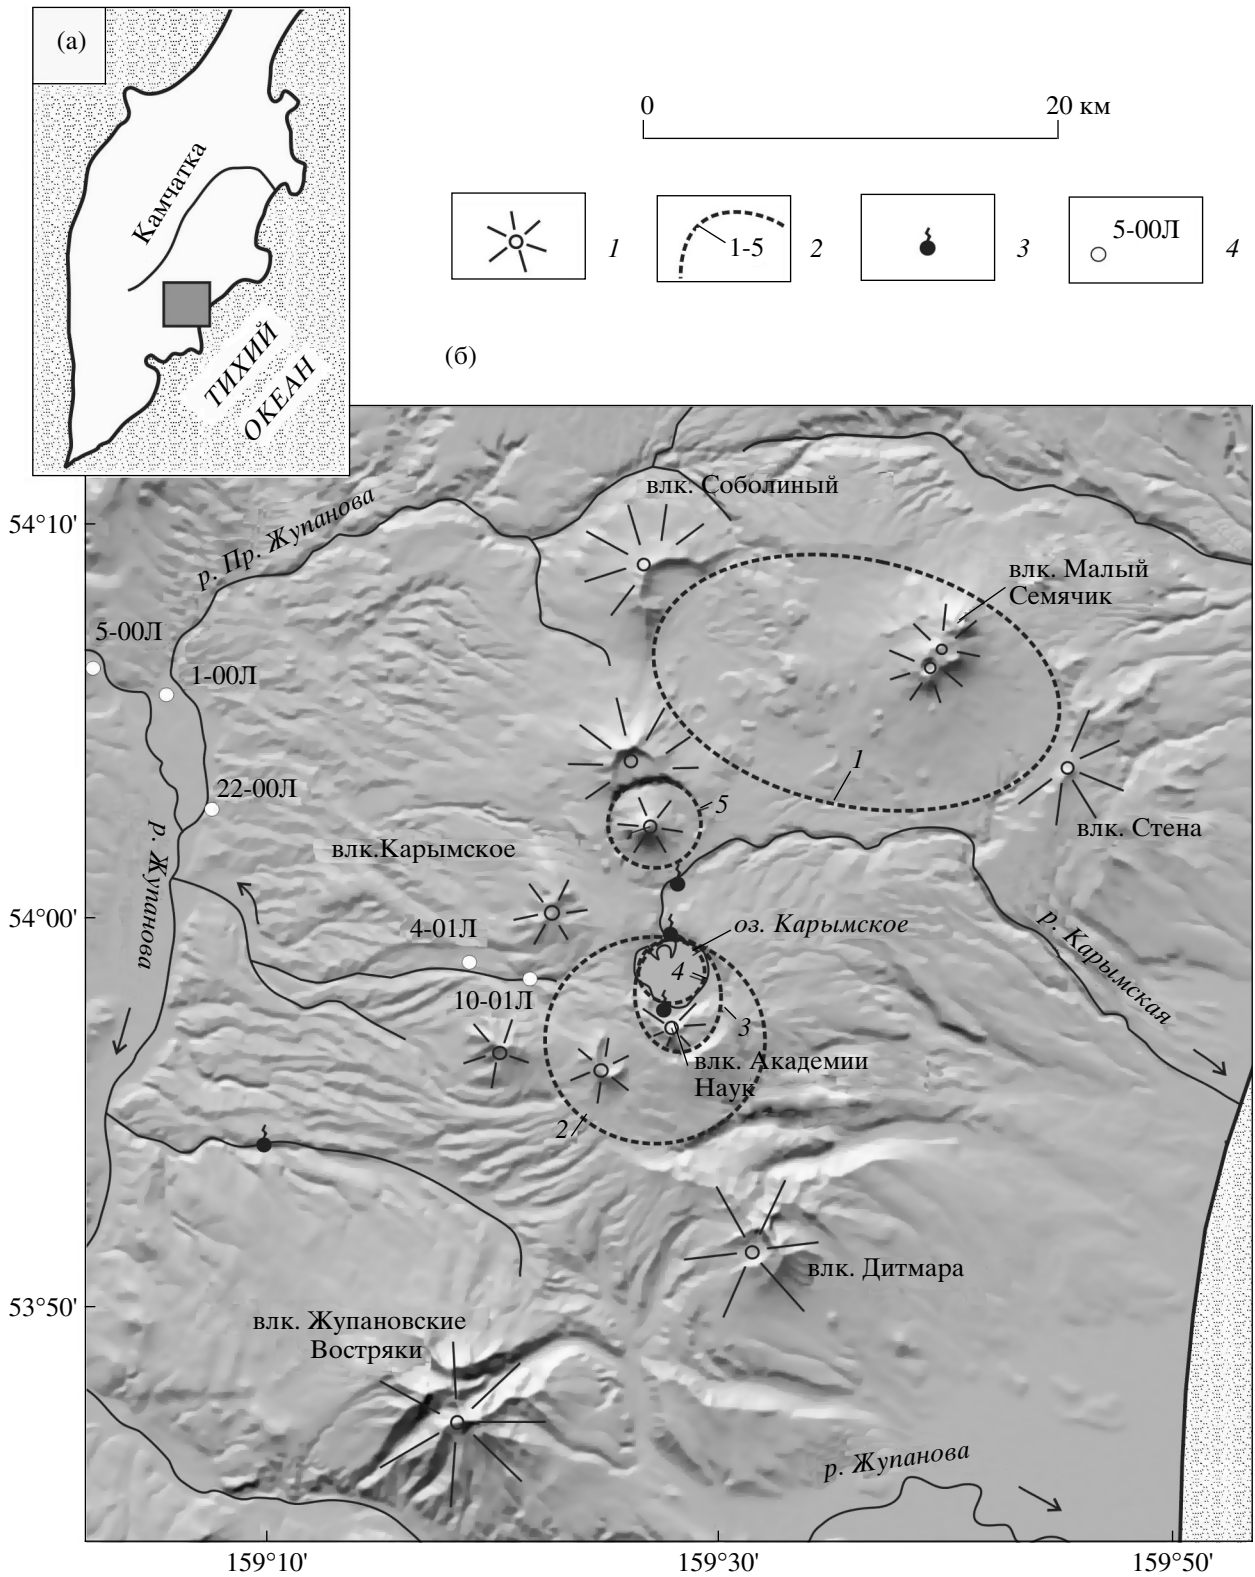 (а)
Камчатка
ТИХИЙ
ОКЕАН
0
20 км
1
1-5
2
3
5-00Л
4
(б)
влк. Соболиный
р. Пр. Жупанова
54°10'
влк. Малый
Семячик
5-00Л
1-00Л
22-00Л
1
5
влк. Стена
влк.Карымское
р. Жупанова
54°00'
4-01Л
оз. Карымское
р. Карымская
4
10-01Л
3
влк. Академии
Наук
2
влк. Дитмара
53°50'
влк. Жупановские
Востряки
р. Жупанова
159°10'
159°30'
159°50'